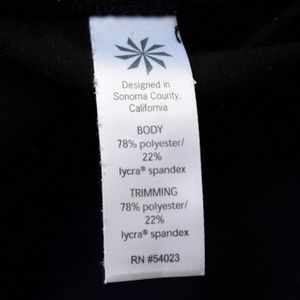 Designed in
Sonoma County,
California
BODY
78% polyester/
22%
lycra® spandex
TRIMMING
78% polyester/
22%
lycra® spandex
RN #54023